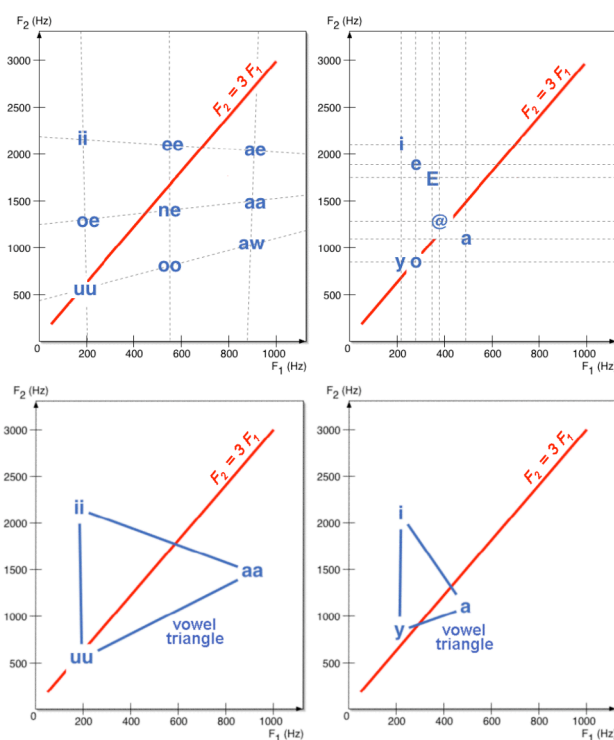 F2 (Hz)
3000
2500
2000
1500
1000
500
0
200
400
600
800
1000
F1 (Hz)
F2 = 3 F1
ii
ee
ae
oe
ne
aa
uu
oo
aw
F2 (Hz)
3000
2500
2000
1500
1000
500
0
200
400
600
800
1000
F1 (Hz)
F2 = 3 F1
i
e
E
@
a
y
o
F2 (Hz)
3000
2500
2000
1500
1000
500
0
200
400
600
800
1000
F1 (Hz)
F2 = 3 F1
ii
aa
uu
vowel
triangle
F2 (Hz)
3000
2500
2000
1500
1000
500
0
200
400
600
800
1000
F1 (Hz)
F2 = 3 F1
i
a
y
vowel
triangle